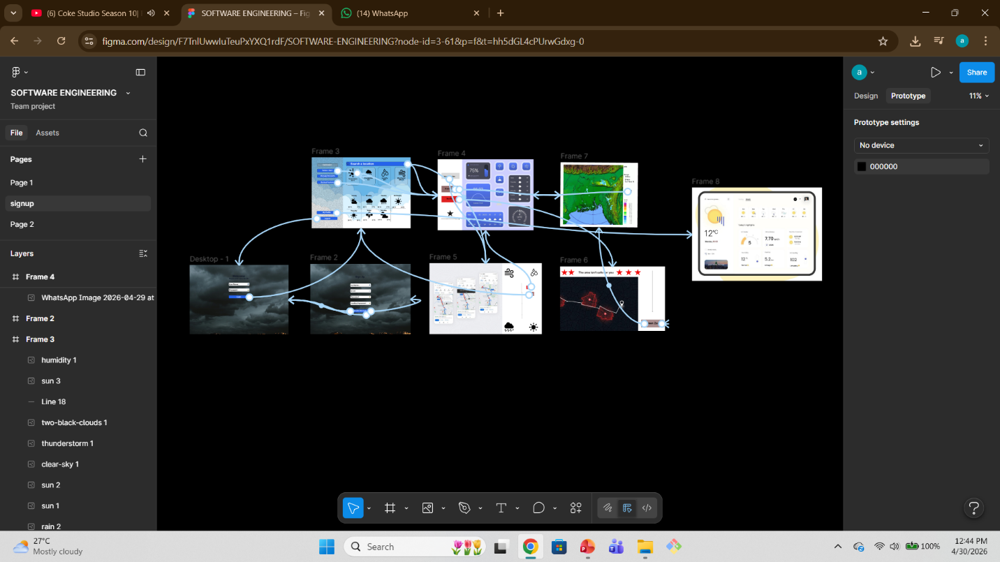 (6) Coke Studio Season 10|
SOFTWARE ENGINEERING – Fig
(14) WhatsApp
figma.com/design/F7TnlUwwIuTeuPxYXQ1rdF/SOFTWARE-ENGINEERING?node-id=3-61&p=f&t=hh5dGL4cPUrwGdxg-0
a
SOFTWARE ENGINEERING
Team project
File
Assets
Pages
Page 1
signup
Page 2
Layers
Frame 4
WhatsApp Image 2026-04-29 at
Frame 2
Frame 3
humidity 1
sun 3
Line 18
two-black-clouds 1
thunderstorm 1
clear-sky 1
sun 2
sun 1
rain 2
Frame 3
Search a location
Frame 4
75%
Frame 7
Frame 8
12°C
5
7.70
5.2
12°
102
Desktop - 1
Frame 2
Frame 5
Frame 6
The area isn't safe for you
a
Share
Design
Prototype
11%
Prototype settings
No device
000000
T
?
27°C
Mostly cloudy
Search
100%
12:44 PM
4/30/2026